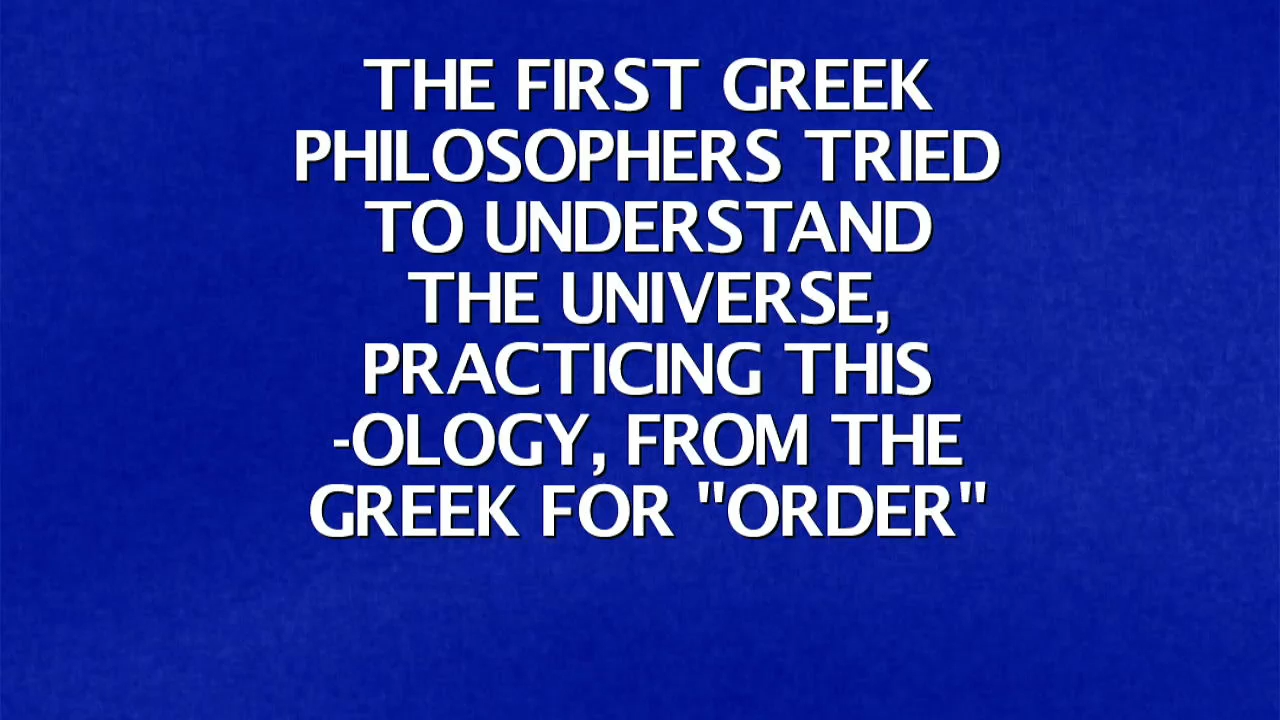 THE FIRST GREEK
PHILOSOPHERS TRIED
TO UNDERSTAND
THE UNIVERSE,
PRACTICING THIS
-OLOGY, FROM THE
GREEK FOR "ORDER"